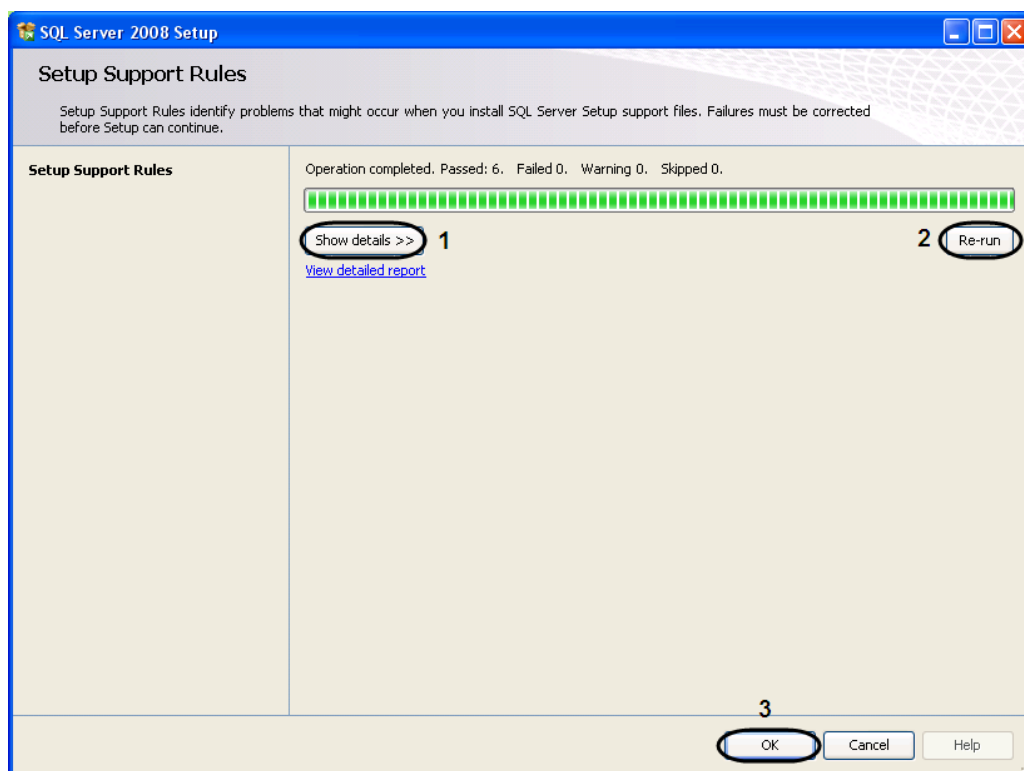 SQL Server 2008 Setup
Setup Support Rules
Setup Support Rules identify problems that might occur when you install SQL Server Setup support files. Failures must be corrected
before Setup can continue.
Setup Support Rules
Operation completed. Passed: 6. Failed 0. Warning 0. Skipped 0.
Show details >> 1
2 Re-run
View detailed report
3
OK Cancel Help